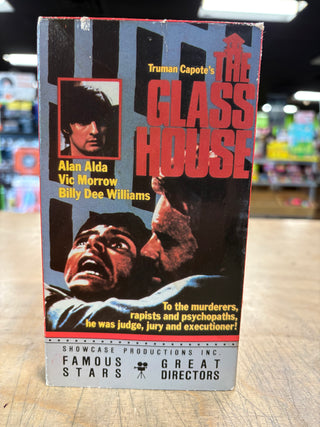 Truman Capote's
THE
GLASS
HOUSE
Alan Alda
Vic Morrow
Billy Dee Williams
To the murderers,
rapists and psychopaths,
he was judge, jury and executioner!
SHOWCASE PRODUCTIONS INC.
FAMOUS GREAT
STARS DIRECTORS